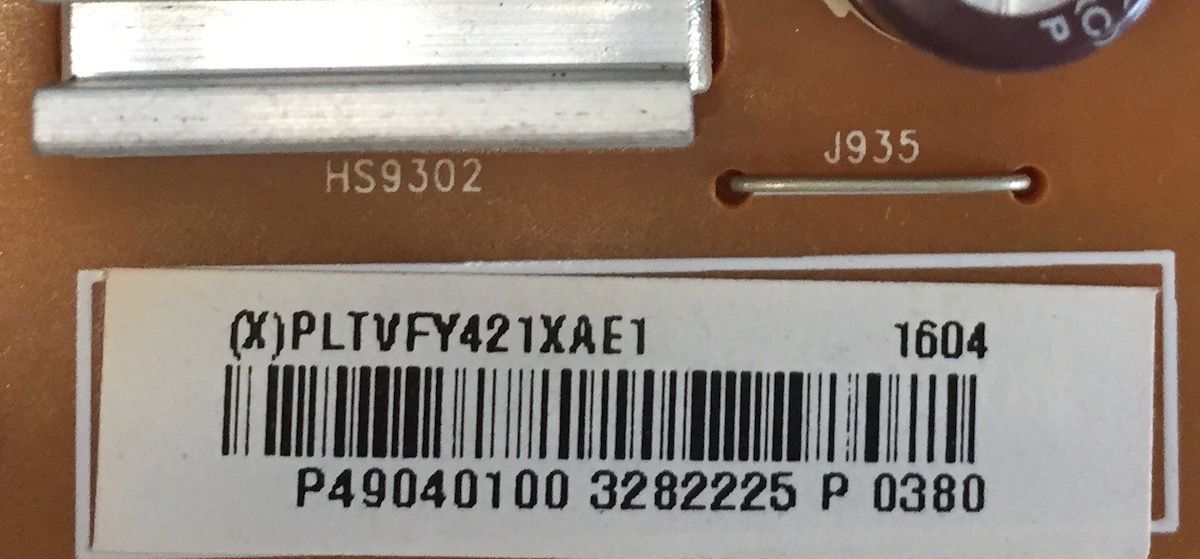 J935
HS9302
(X)PLTVFY421XAE1 1604
P49040100 3282225 P 0380